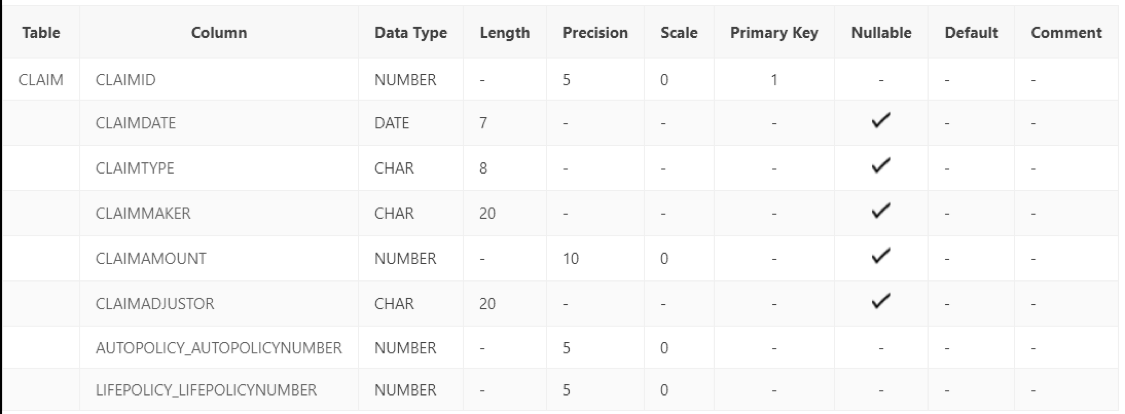 Table Column Data Type Length Precision Scale Primary Key Nullable Default Comment
CLAIM CLAIMID NUMBER - 5 0 1 - - -
CLAIMDATE DATE 7 - - - ✓ - -
CLAIMTYPE CHAR 8 - - - ✓ - -
CLAIMMAKER CHAR 20 - - - ✓ - -
CLAIMAMOUNT NUMBER - 10 0 - ✓ - -
CLAIMADJUSTOR CHAR 20 - - - ✓ - -
AUTOPOLICY_AUTOPOLICYNUMBER NUMBER - 5 0 - - - -
LIFEPOLICY_LIFEPOLICYNUMBER NUMBER - 5 0 - - - -